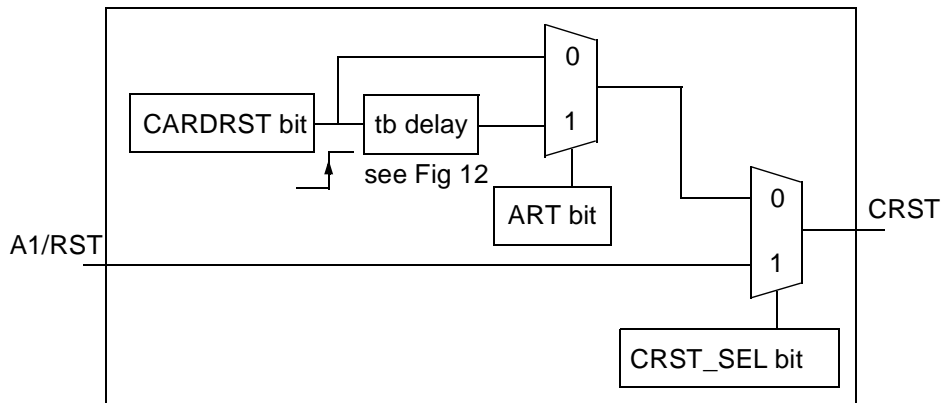 0
CARDRST bit
tb delay
1
see Fig 12
ART bit
0
CRST
A1/RST
1
CRST_SEL bit